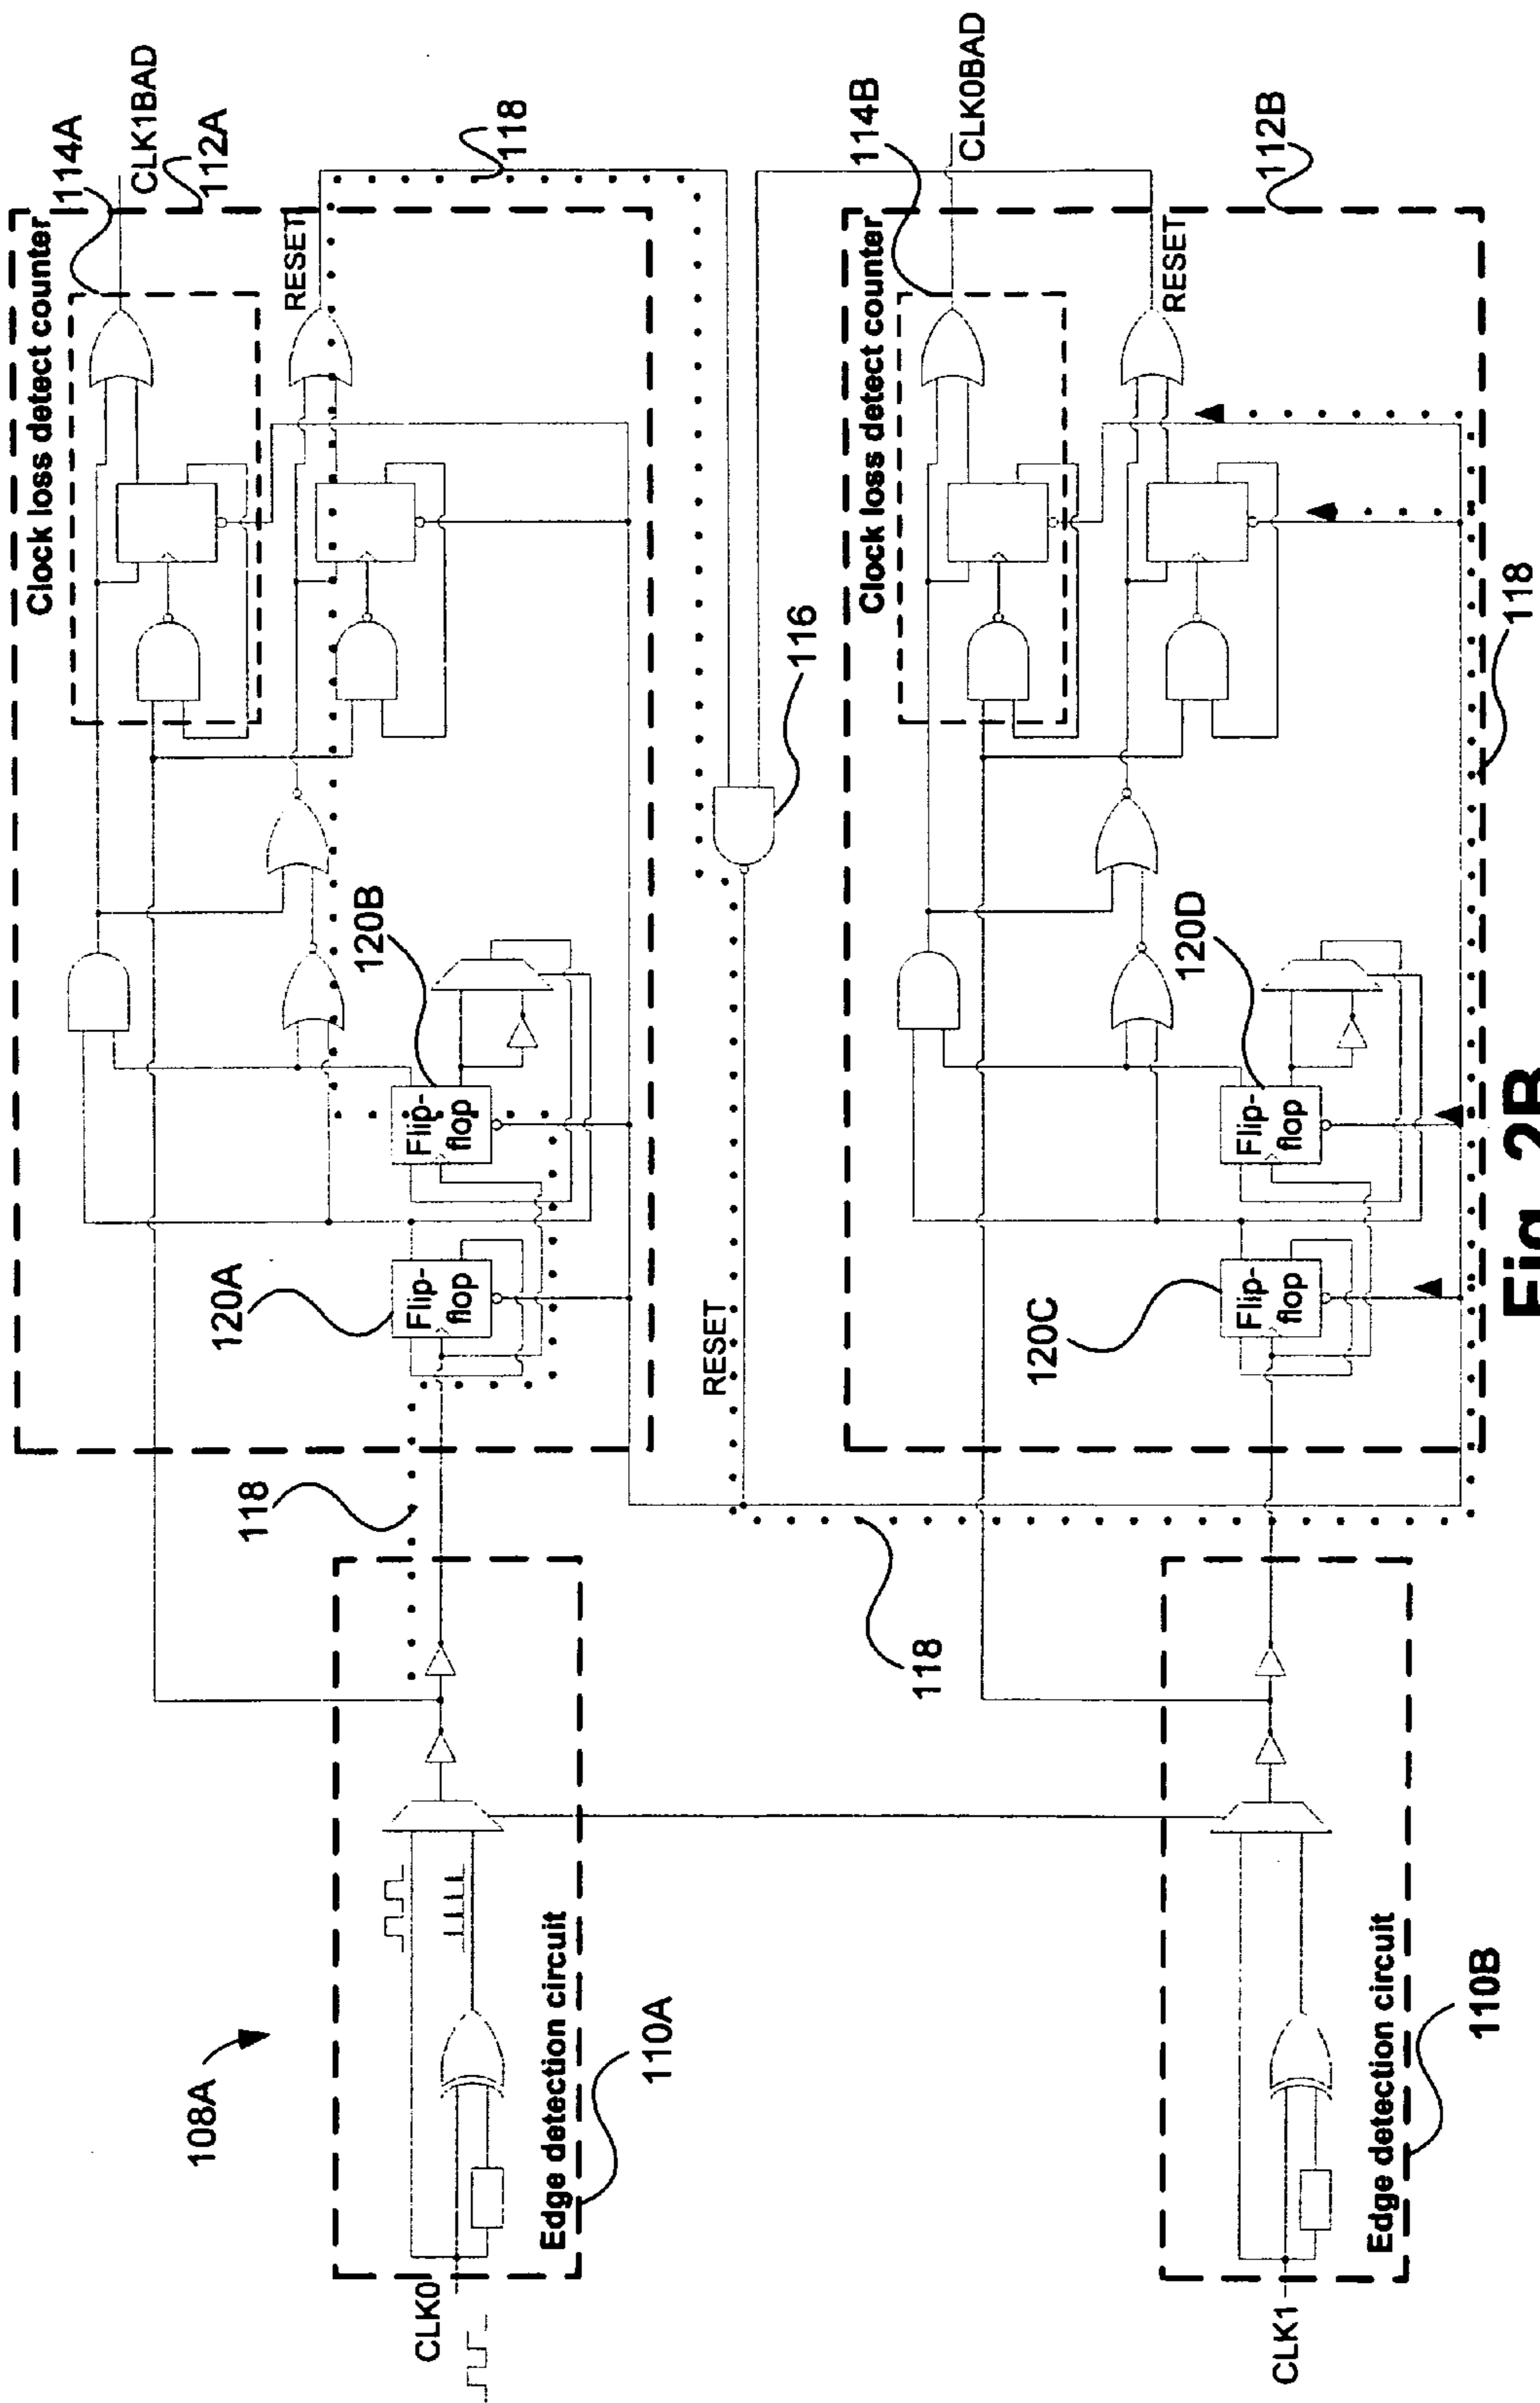 108A
CLK0
Edge detection circuit
110A
118
120A
Flip-
flop
120B
Flip-
flop
Clock loss detect counter
114A
CLK1BAD
112A
RESET
118
116
RESET
118
CLK1
Edge detection circuit
110B
120C
Flip-
flop
120D
Flip-
flop
Clock loss detect counter
114B
CLK0BAD
RESET
112B
118
Fig. 2B